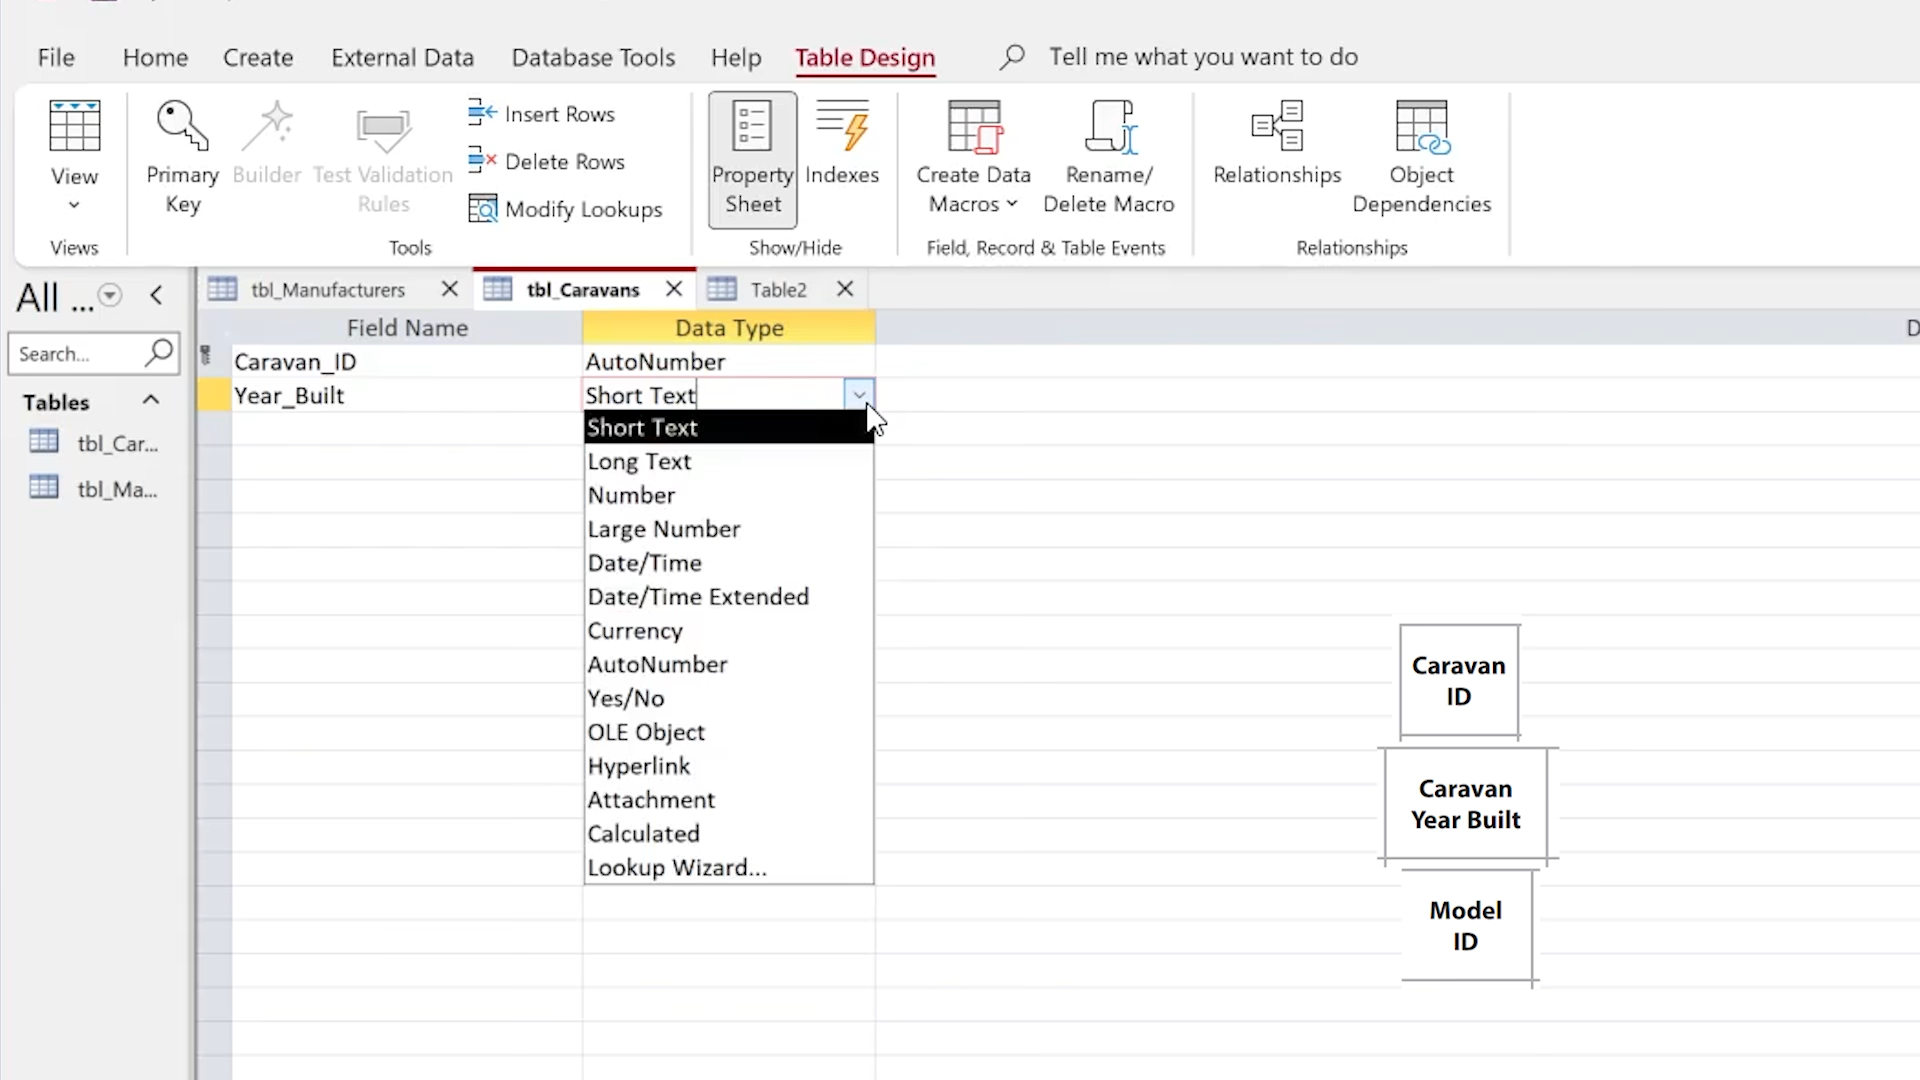 File Home Create External Data Database Tools Help Table Design Tell me what you want to do
View
Views
Primary
Key
Builder
Test Validation
Rules
Insert Rows
Delete Rows
Modify Lookups
Tools
Property
Sheet
Indexes
Show/Hide
Create Data
Macros
Rename/
Delete Macro
Field, Record & Table Events
Relationships
Object
Dependencies
Relationships
All ...
Search...
Tables
tbl_Car...
tbl_Ma...
tbl_Manufacturers tbl_Caravans Table2
Field Name Data Type D
Caravan_ID AutoNumber
Year_Built Short Text
Short Text
Long Text
Number
Large Number
Date/Time
Date/Time Extended
Currency
AutoNumber
Yes/No
OLE Object
Hyperlink
Attachment
Calculated
Lookup Wizard...
Caravan
ID
Caravan
Year Built
Model
ID